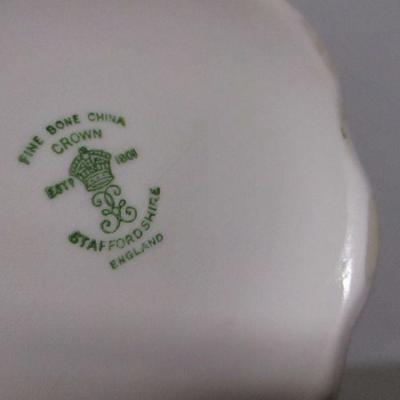 FINE BONE CHINA
CROWN
ESTD 1801
STAFFORDSHIRE
ENGLAND